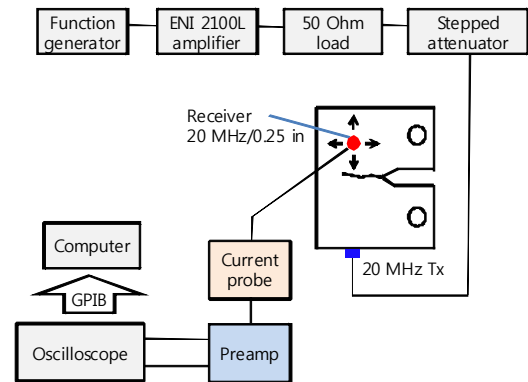 Function
generator
ENI 2100L
amplifier
50 Ohm
load
Stepped
attenuator
Receiver
20 MHz/0.25 in
Computer
GPIB
Current
probe
20 MHz Tx
Oscilloscope
Preamp